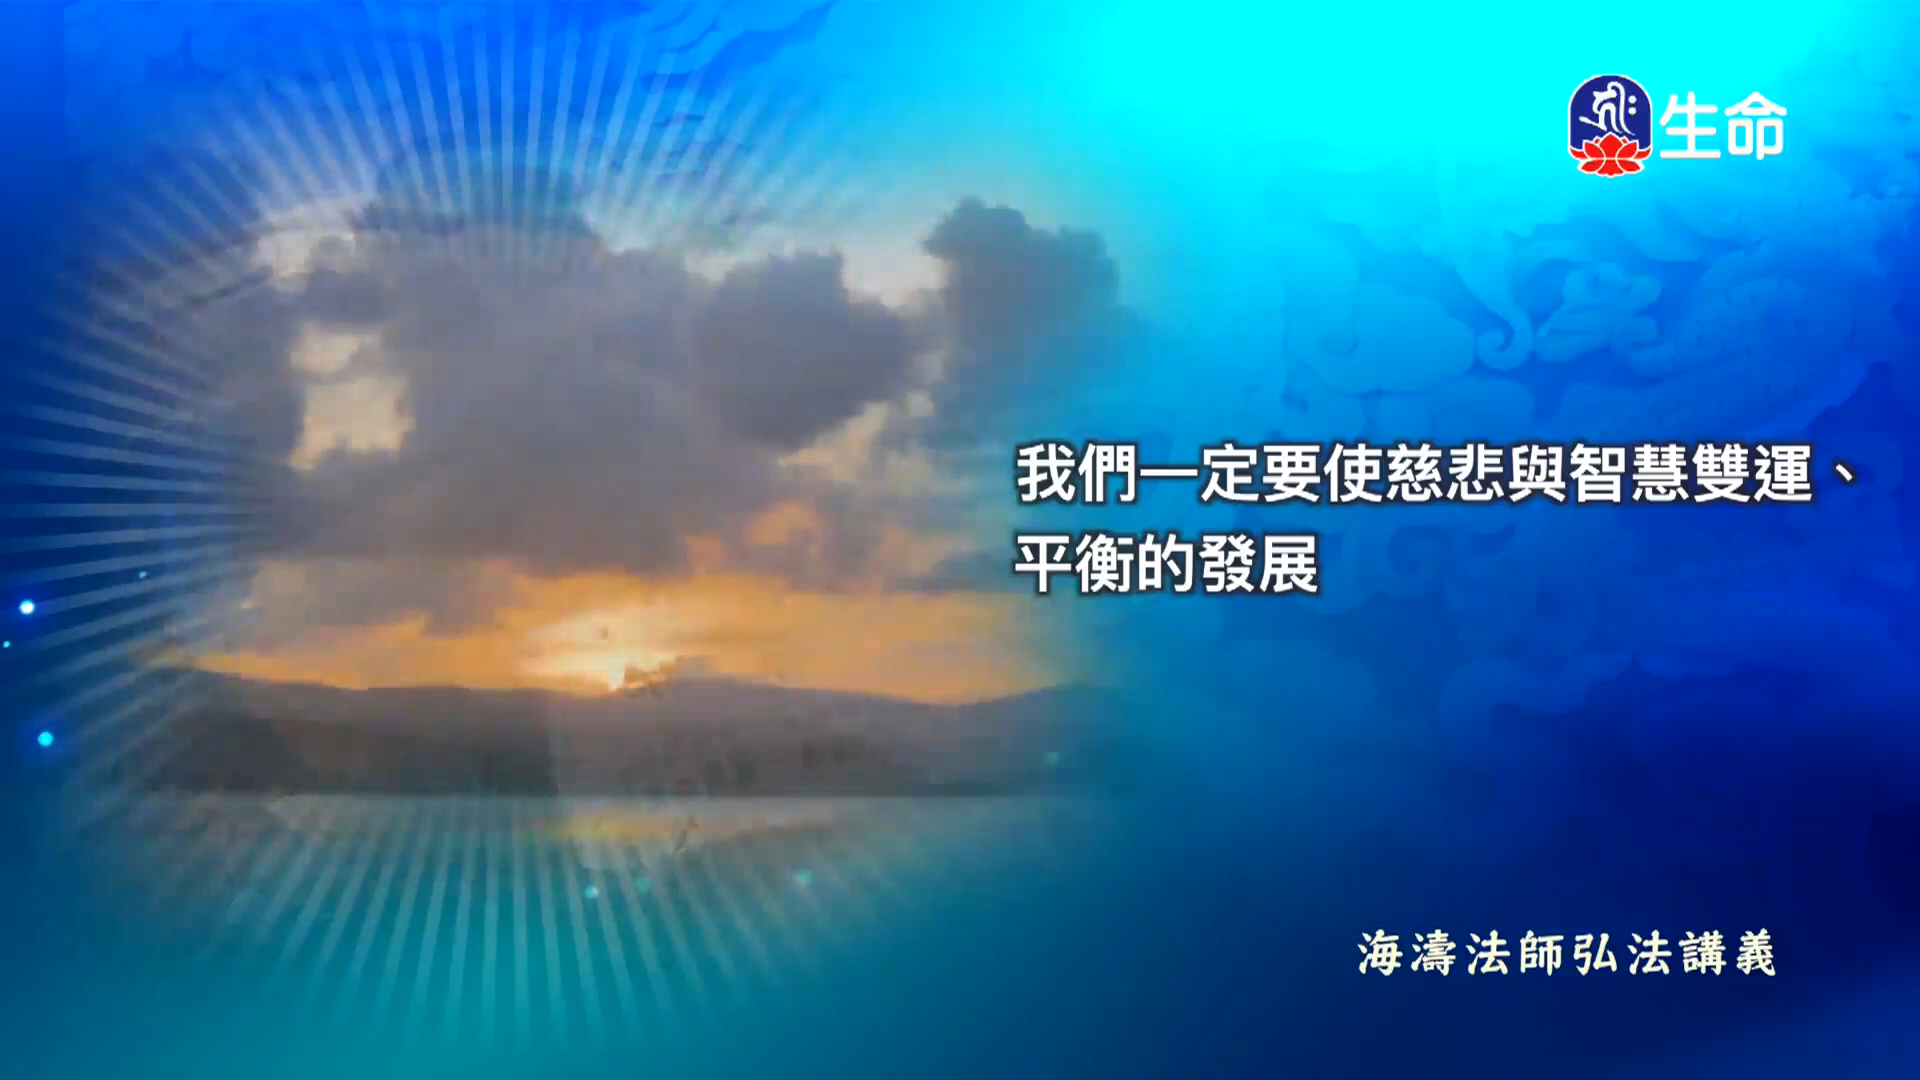 生命
我們一定要使慈悲與智慧雙運、
平衡的發展
海濤法師弘法講義